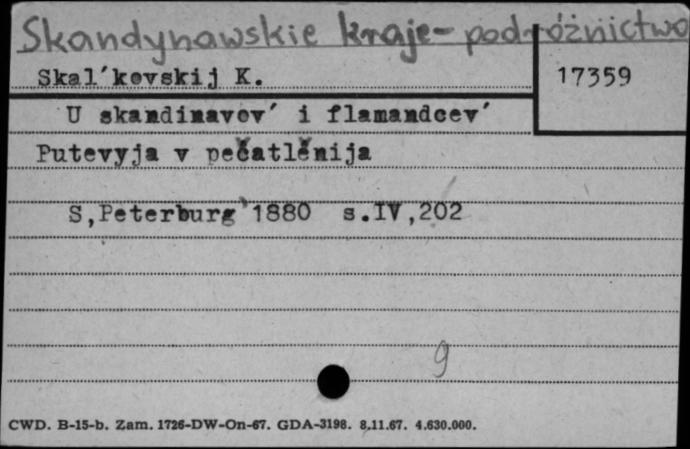 Skandynawskie kraje - podróżnictwo
Skal'kovskij K.
17359
U skandinavov' i flamandcev'
Putevyja v pečatlěnija
S,Peterburg' 1880 s.IV,202
9
CWD. B-15-b. Zam. 1726-DW-On-67. GDA-3198. 8.11.67. 4.630.000.